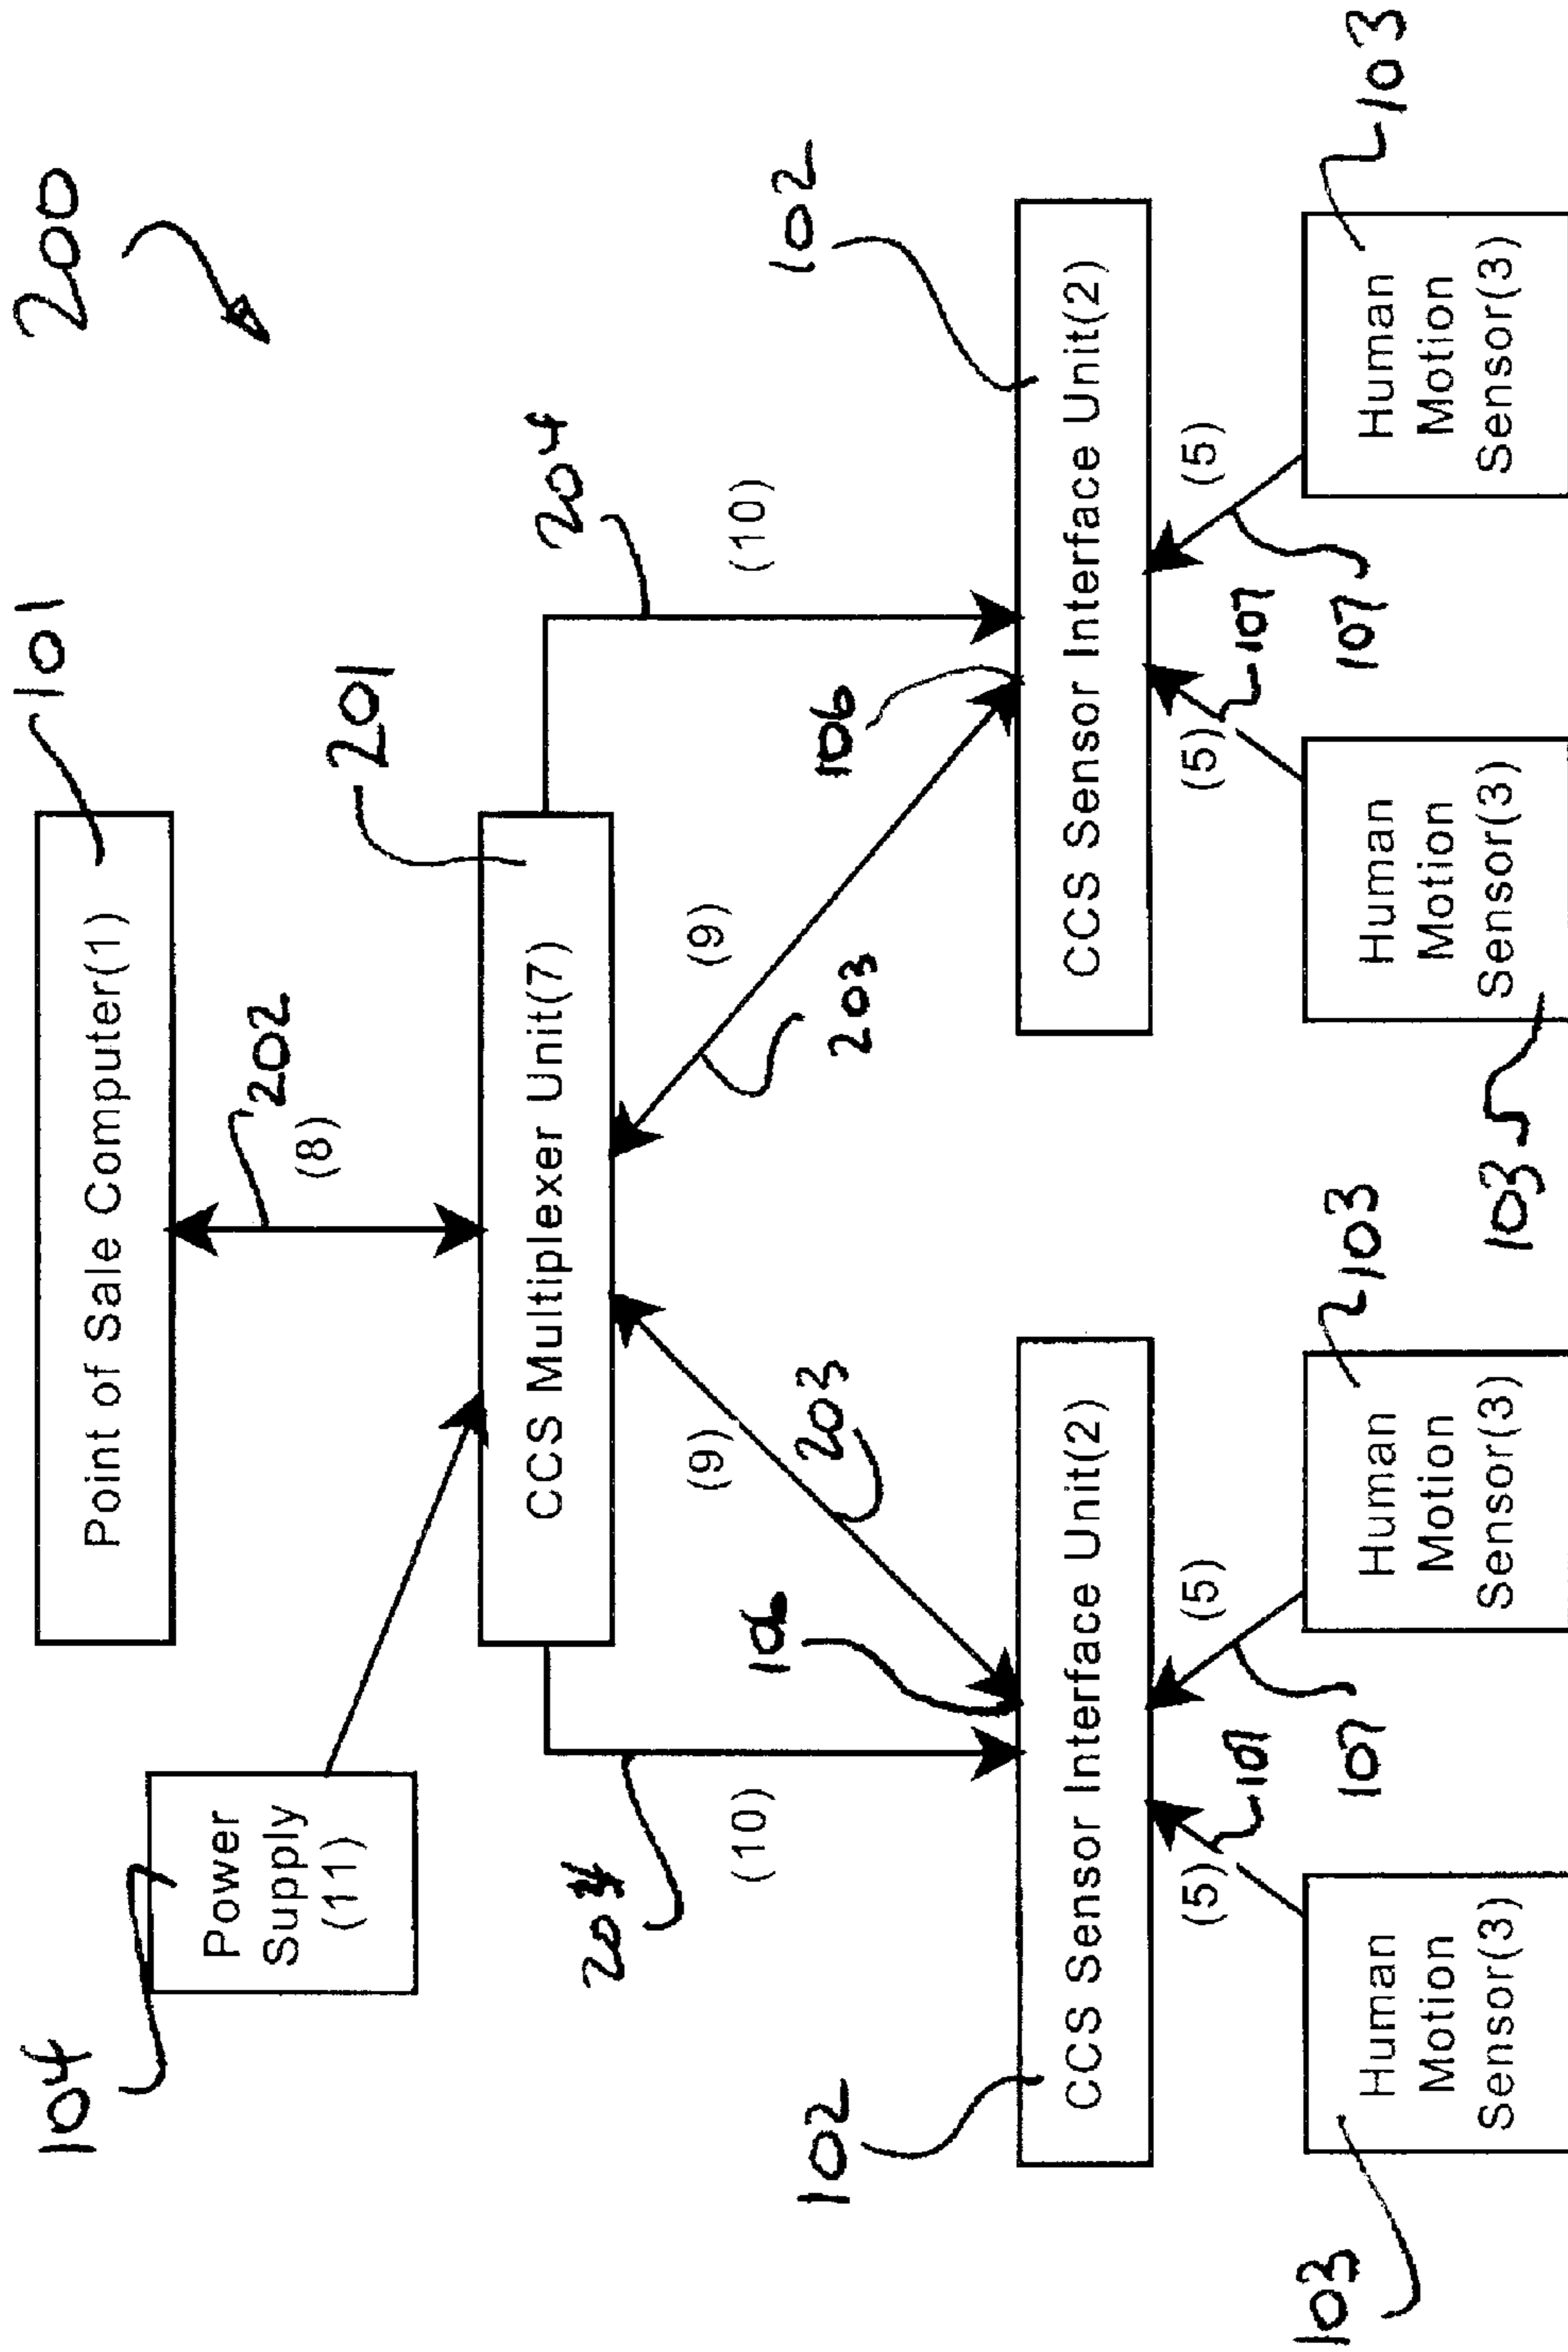 200
101
Point of Sale Computer(1)
104
Power
Supply
(11)
202
(8)
201
CCS Multiplexer Unit(7)
204
204
(10)
(10)
(9)
(9)
203
203
106
106
102
102
CCS Sensor Interface Unit(2)
CCS Sensor Interface Unit(2)
(5)
107
(5)
107
(5)
107
(5)
107
103
Human
Motion
Sensor(3)
103
Human
Motion
Sensor(3)
103
Human
Motion
Sensor(3)
103
Human
Motion
Sensor(3)